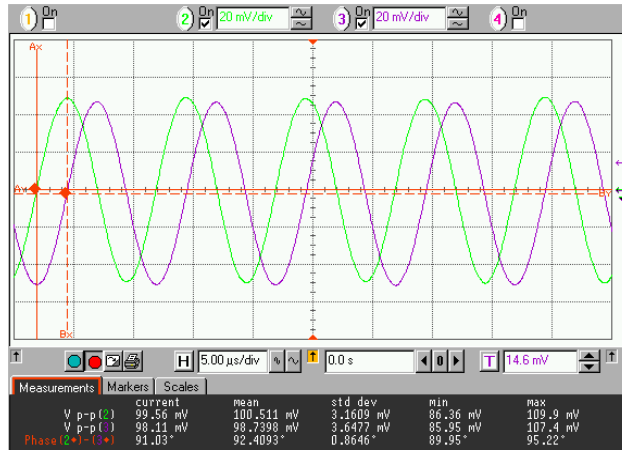 1 On 2 On 20 mV/div 3 On 20 mV/div 4 On
Ax
Ay By
Bx
H 5.00 µs/div 0.0 s 0 T 14.6 mV
Measurements Markers Scales
current mean std dev min max
V p-p(2) 99.56 mV 100.511 mV 3.1609 mV 86.36 mV 109.9 mV
V p-p(3) 98.11 mV 98.7398 mV 3.6477 mV 85.95 mV 107.4 mV
Phase(2)-(3) 91.03° 92.4093° 0.8646° 89.95° 95.22°